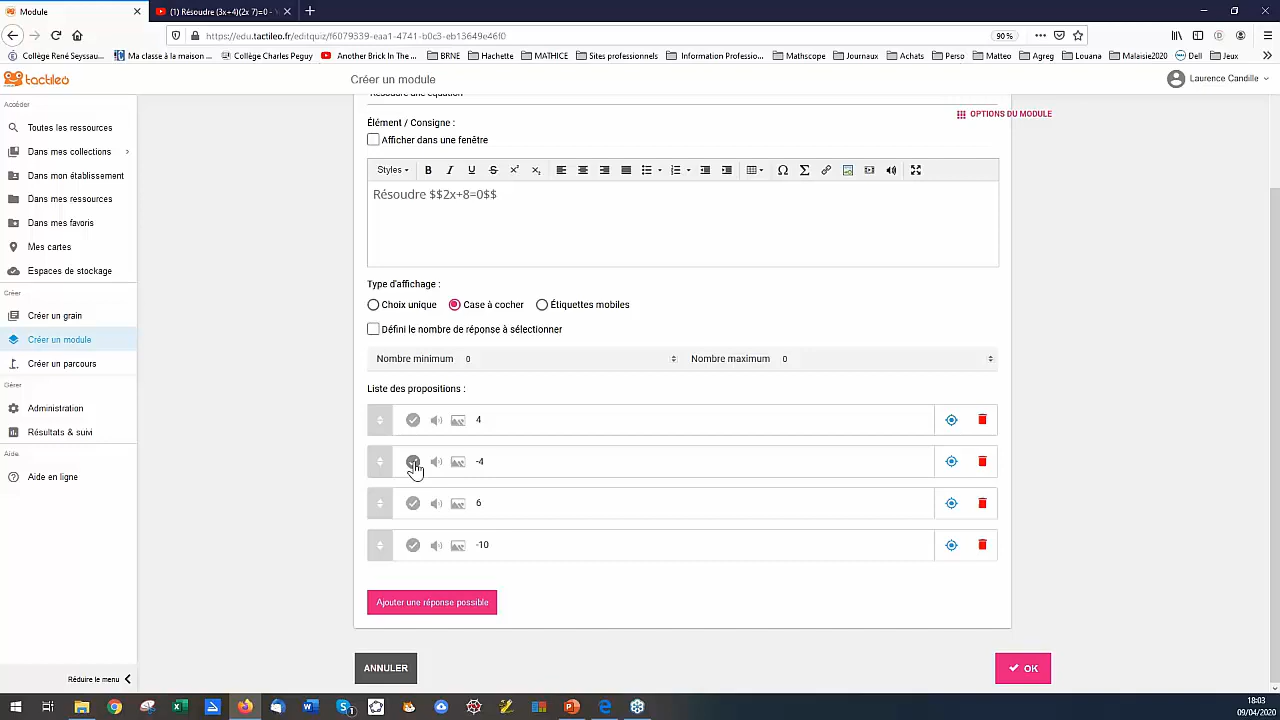 Module
(1) Résoudre (3x+4)(2x 7)=0 -
https://edu.tactileo.fr/editquiz/f6079339-eaa1-4741-b0c3-eb13649e46f0
90 %
Collège René Seyssau...
Ma classe à la maison ...
Collège Charles Peguy
Another Brick In The ...
BRNE
Hachette
MATHICE
Sites professionnels
Information Professio...
Mathscope
Journaux
Achats
Perso
Matteo
Agreg
Louana
Malaisie2020
Dell
Jeux
tactileo
Créer un module
Laurence Candille
Accéder
Toutes les ressources
Dans mes collections
Dans mon établissement
Dans mes ressources
Dans mes favoris
Mes cartes
Espaces de stockage
Créer
Créer un grain
Créer un module
Créer un parcours
Gérer
Administration
Résultats & suivi
Aide
Aide en ligne
Réduire le menu
Résoudre une équation
OPTIONS DU MODULE
Élément / Consigne :
Afficher dans une fenêtre
Styles
Résoudre $$2x+8=0$$
Type d'affichage :
Choix unique
Case à cocher
Étiquettes mobiles
Défini le nombre de réponse à sélectionner
Nombre minimum 0
Nombre maximum 0
Liste des propositions :
4
-4
6
-10
Ajouter une réponse possible
ANNULER
OK
18:03
09/04/2020